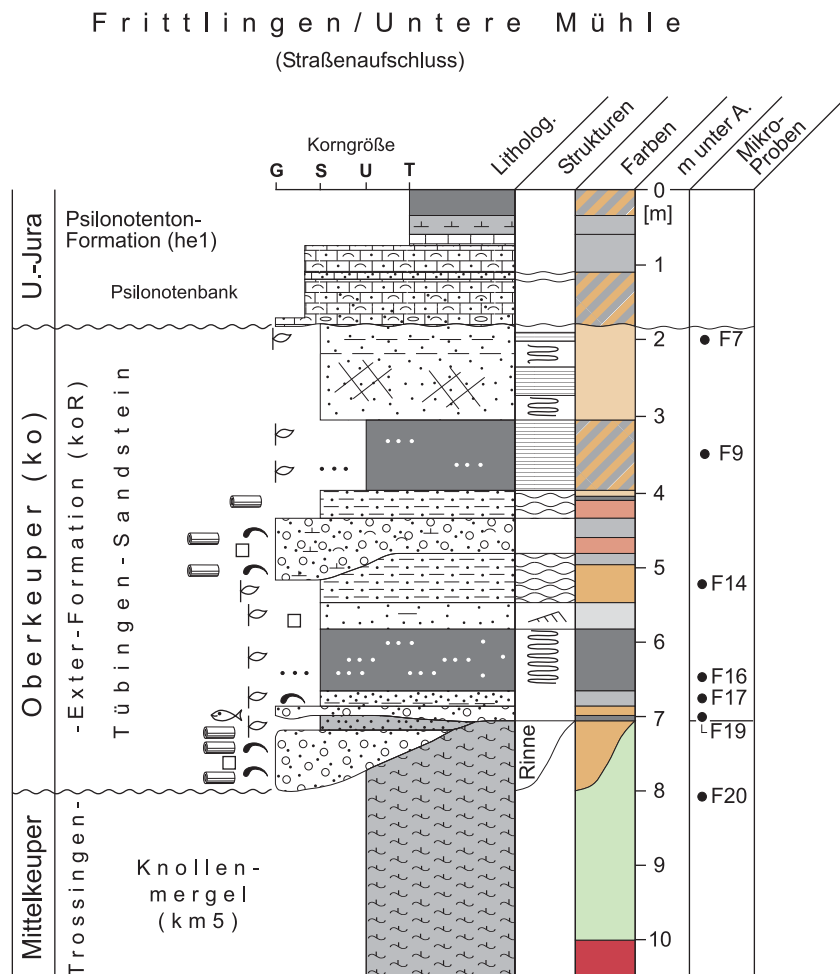 Frittlingen/Untere Mühle
(Straßenaufschluss)
Korngröße
G S U T
Litholog.
Strukturen
Farben
m unter A.
Mikro-
Proben
U.-Jura
Psilonotenton-
Formation (he1)
Psilonotenbank
Oberkeuper (ko)
-Exter-Formation (koR)
Tübingen-Sandstein
Mittelkeuper
Trossingen-
Knollen-
mergel
(km5)
Rinne
0
[m]
1
2
3
4
5
6
7
8
9
10
F7
F9
F14
F16
F17
F19
F20